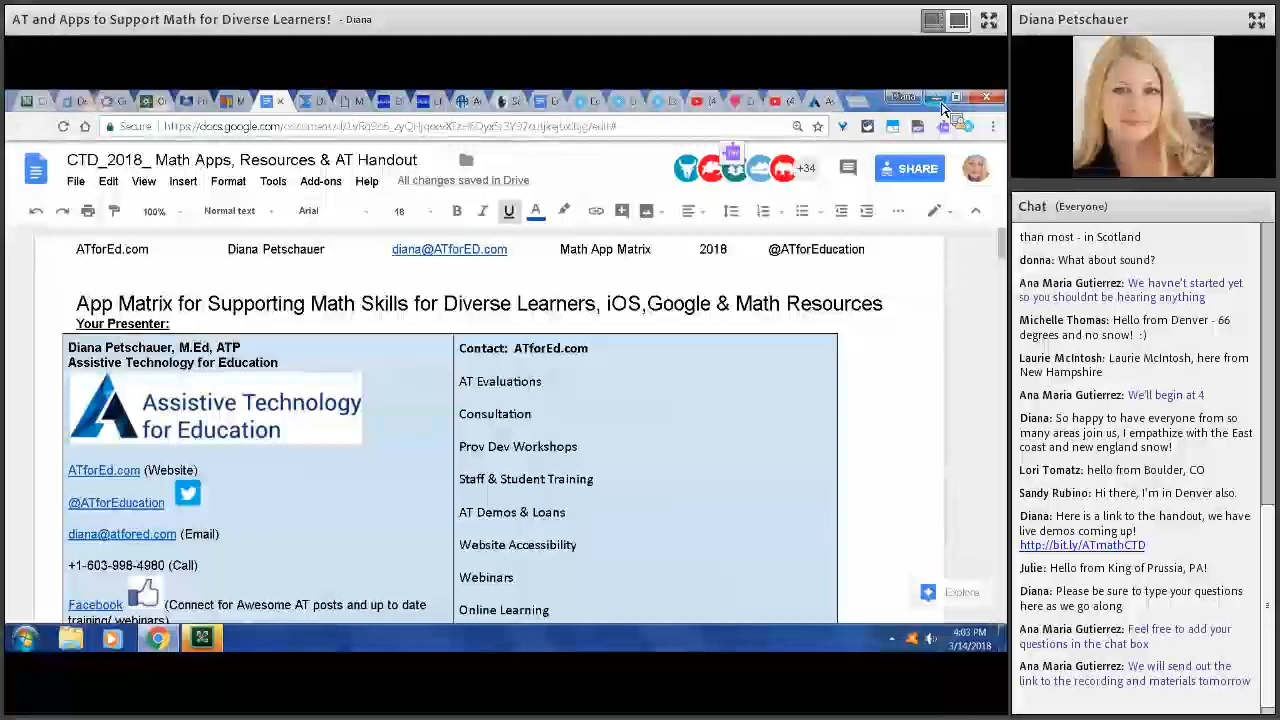 AT and Apps to Support Math for Diverse Learners! - Diana
Diana
Secure
CTD_2018_ Math Apps, Resources & AT Handout
+34
SHARE
File Edit View Insert Format Tools Add-ons Help All changes saved in Drive
100% Normal text Arial 18 B I U A
ATforEd.com Diana Petschauer diana@ATforED.com Math App Matrix 2018 @ATforEducation
App Matrix for Supporting Math Skills for Diverse Learners, iOS,Google & Math Resources
Your Presenter:
Diana Petschauer, M.Ed, ATP
Assistive Technology for Education
Assistive Technology
for Education
ATforEd.com (Website)
@ATforEducation
diana@atfored.com (Email)
+1-603-998-4980 (Call)
Facebook (Connect for Awesome AT posts and up to date
training/ webinars)
Contact: ATforEd.com
AT Evaluations
Consultation
Prov Dev Workshops
Staff & Student Training
AT Demos & Loans
Website Accessibility
Webinars
Online Learning
Explore
4:03 PM
3/14/2018
Diana Petschauer
Chat (Everyone)
than most - in Scotland
donna: What about sound?
Ana Maria Gutierrez: We havne't started yet
so you shouldnt be hearing anything
Michelle Thomas: Hello from Denver - 66
degrees and no snow! :)
Laurie McIntosh: Laurie McIntosh, here from
New Hampshire
Ana Maria Gutierrez: We'll begin at 4
Diana: So happy to have everyone from so
many areas join us, I empathize with the East
coast and new england snow!
Lori Tomatz: hello from Boulder, CO
Sandy Rubino: Hi there, I'm in Denver also.
Diana: Here is a link to the handout, we have
live demos coming up!
http://bit.ly/ATmathCTD
Julie: Hello from King of Prussia, PA!
Diana: Please be sure to type your questions
here as we go along
Ana Maria Gutierrez: Feel free to add your
questions in the chat box
Ana Maria Gutierrez: We will send out the
link to the recording and materials tomorrow